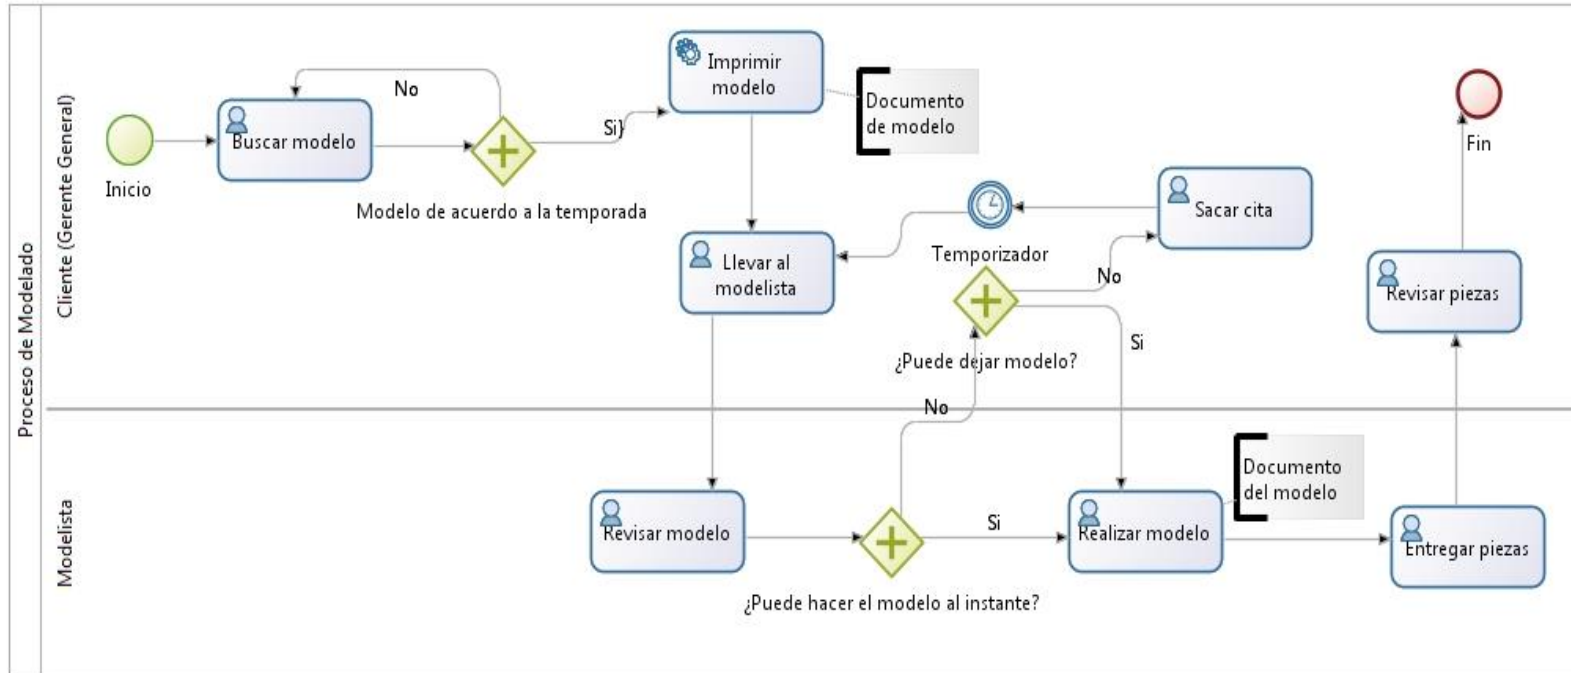 Proceso de Modelado
Cliente (Gerente General)
Inicio
Buscar modelo
No
Modelo de acuerdo a la temporada
Si}
Imprimir
modelo
Documento
de modelo
Llevar al
modelista
Temporizador
Sacar cita
No
¿Puede dejar modelo?
Si
Fin
Revisar piezas
Modelista
Revisar modelo
No
¿Puede hacer el modelo al instante?
Si
Realizar modelo
Documento
del modelo
Entregar piezas